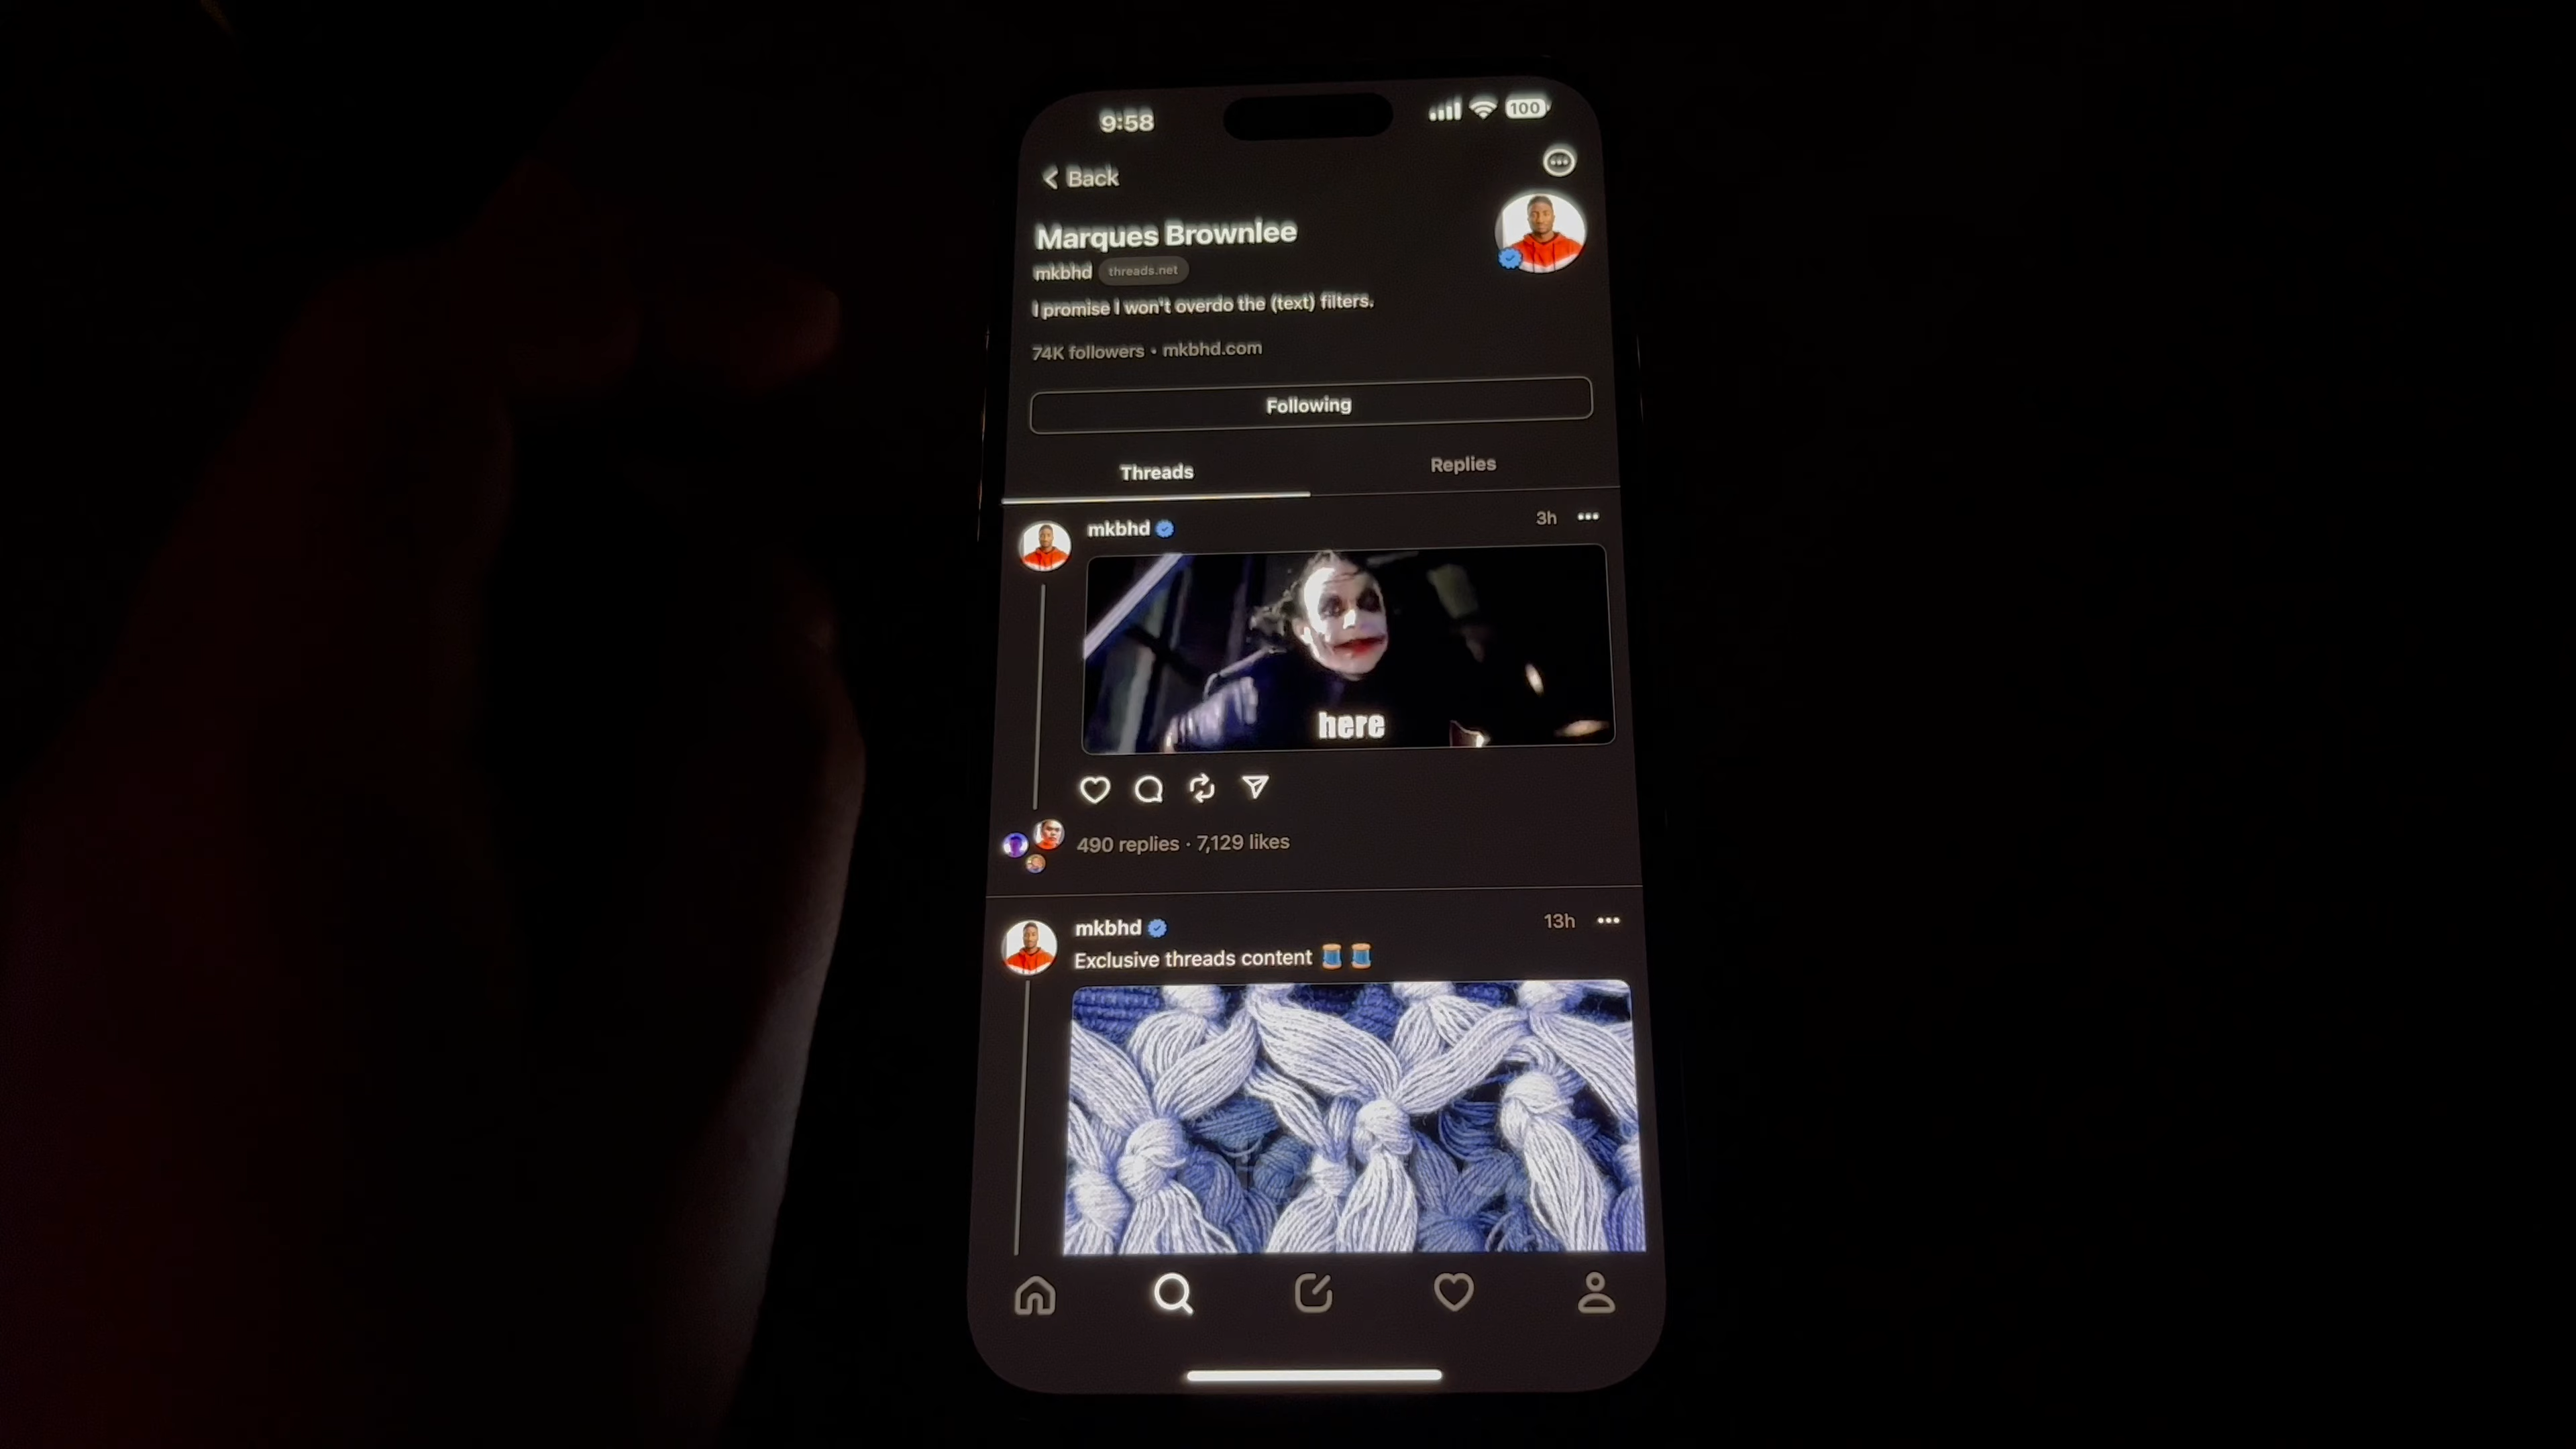 9:58
100
Back
Marques Brownlee
mkbhd threads.net
I promise I won't overdo the (text) filters.
74K followers • mkbhd.com
Following
Threads
Replies
mkbhd
3h
here
490 replies · 7,129 likes
mkbhd
13h
Exclusive threads content